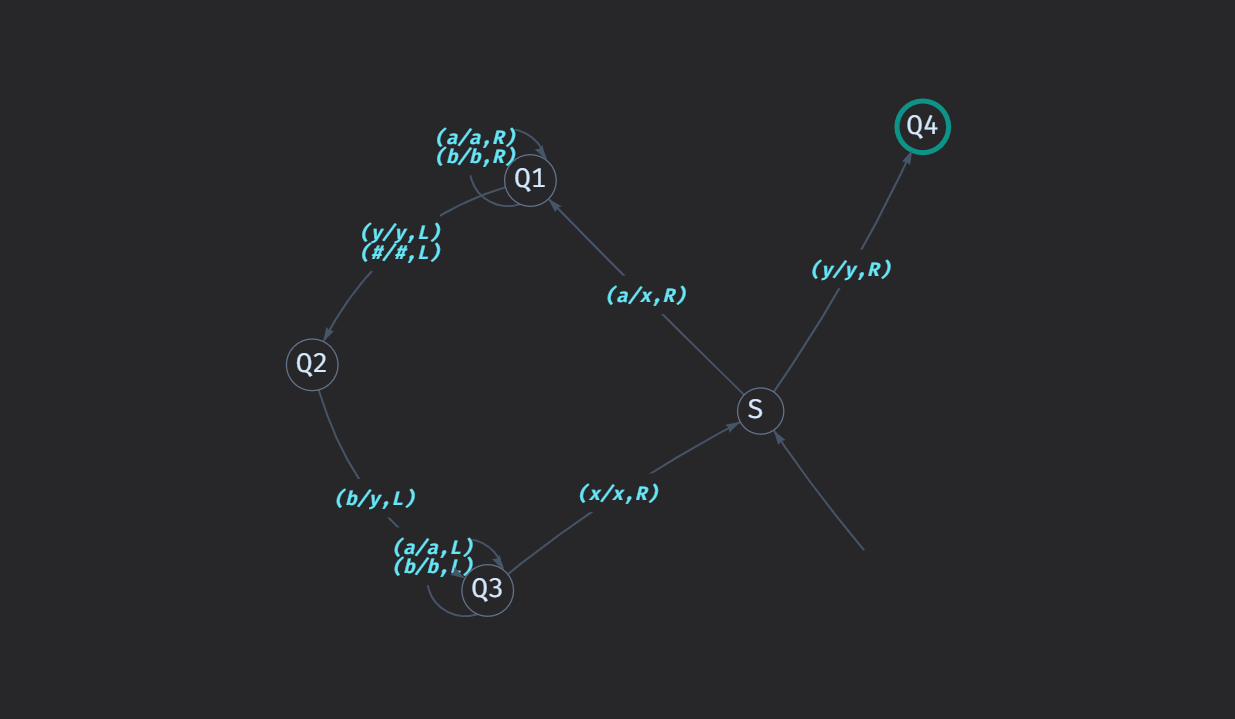 Q4
(a/a,R)
(b/b,R)
Q1
(y/y,L)
(#/#,L)
(y/y,R)
(a/x,R)
Q2
S
(b/y,L)
(x/x,R)
(a/a,L)
(b/b,L)
Q3